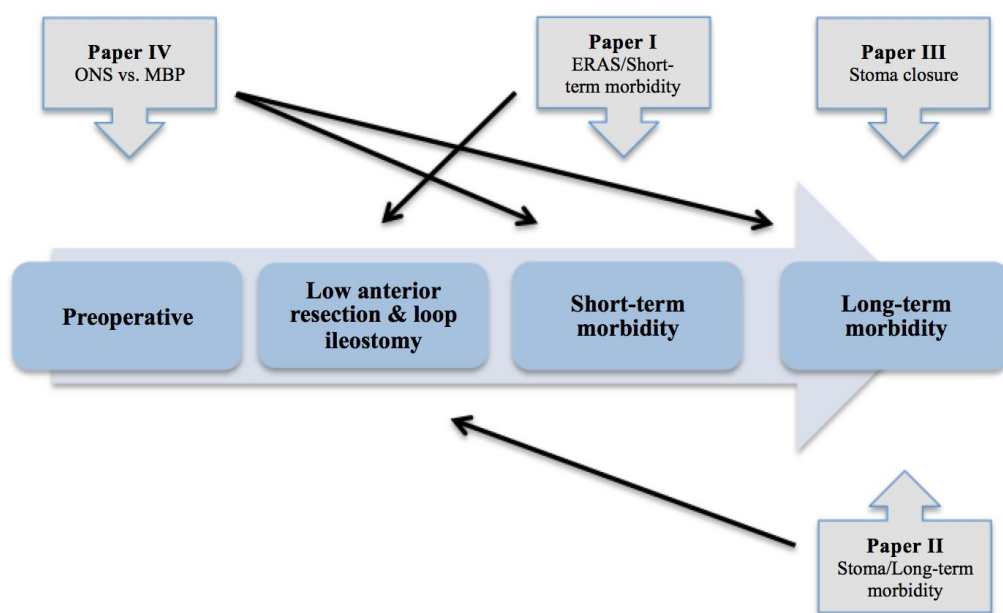 Paper IV
ONS vs. MBP
Paper I
ERAS/Short-
term morbidity
Paper III
Stoma closure
Preoperative
Low anterior
resection & loop
ileostomy
Short-term
morbidity
Long-term
morbidity
Paper II
Stoma/Long-term
morbidity